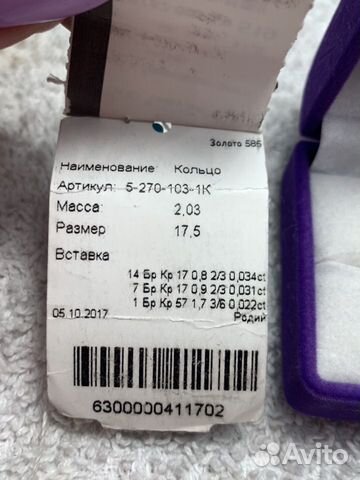 Золото 585
Наименование: Кольцо
Артикул: 5-270-103-1К
Масса 2,03
Размер 17,5
Вставка
14 Бр Кр 17 0,8 2/3 0,034ct
7 Бр Кр 17 0,9 2/3 0,031ct
1 Бр Кр 57 1,7 3/6 0,022ct
05.10.2017 Родий
6300000411702
Avito